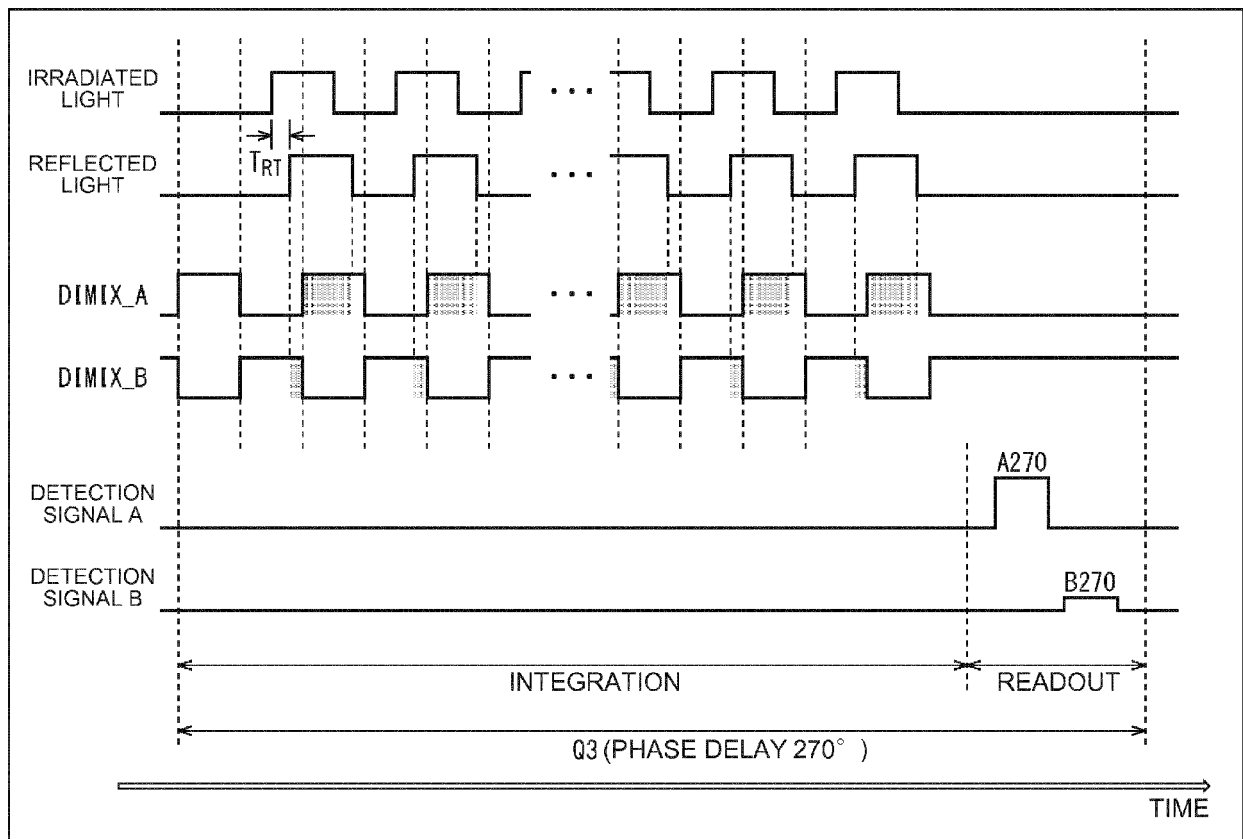 IRRADIATED
LIGHT
TRT
REFLECTED
LIGHT
DIMIX_A
DIMIX_B
DETECTION
SIGNAL A
A270
DETECTION
SIGNAL B
B270
INTEGRATION
READOUT
Q3 (PHASE DELAY 270° )
TIME